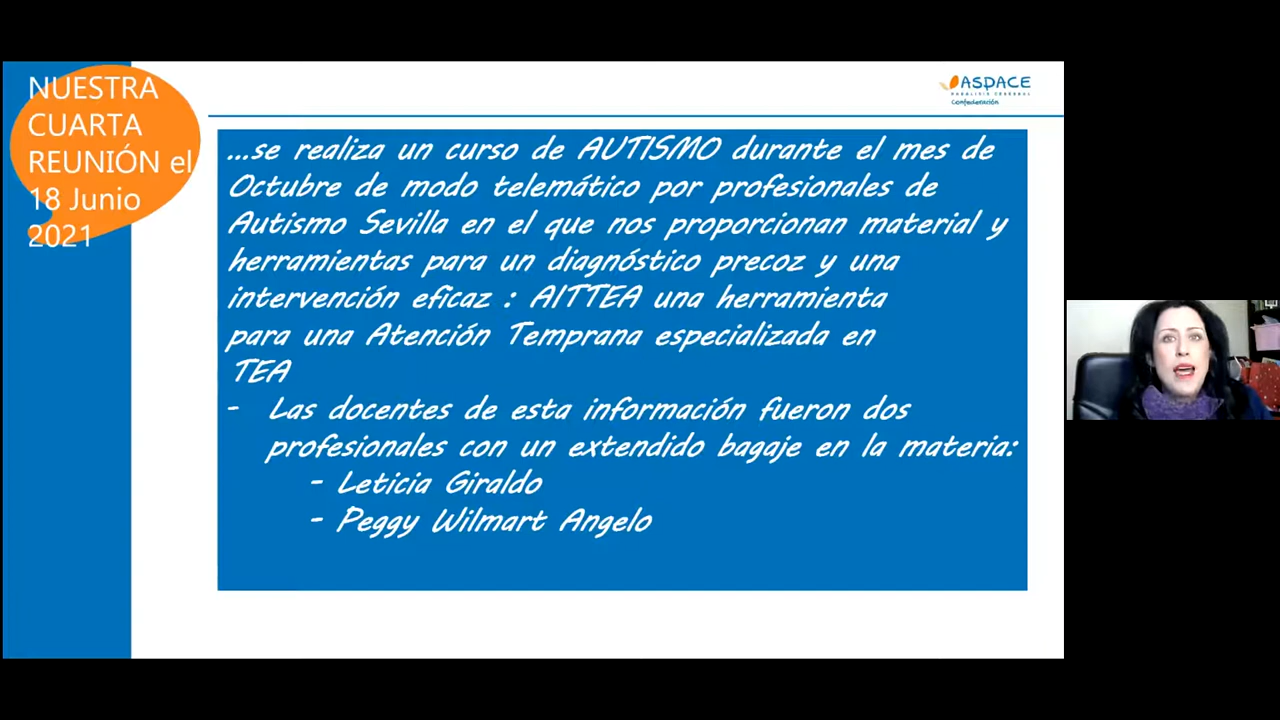 NUESTRA
CUARTA
REUNIÓN el
18 Junio
2021
ASPACE
PARÁLISIS CEREBRAL
Confederación
...se realiza un curso de AUTISMO durante el mes de
Octubre de modo telemático por profesionales de
Autismo Sevilla en el que nos proporcionan material y
herramientas para un diagnóstico precoz y una
intervención eficaz : AITTEA una herramienta
para una Atención Temprana especializada en
TEA
- Las docentes de esta información fueron dos
profesionales con un extendido bagaje en la materia:
- Leticia Giraldo
- Peggy Wilmart Angelo